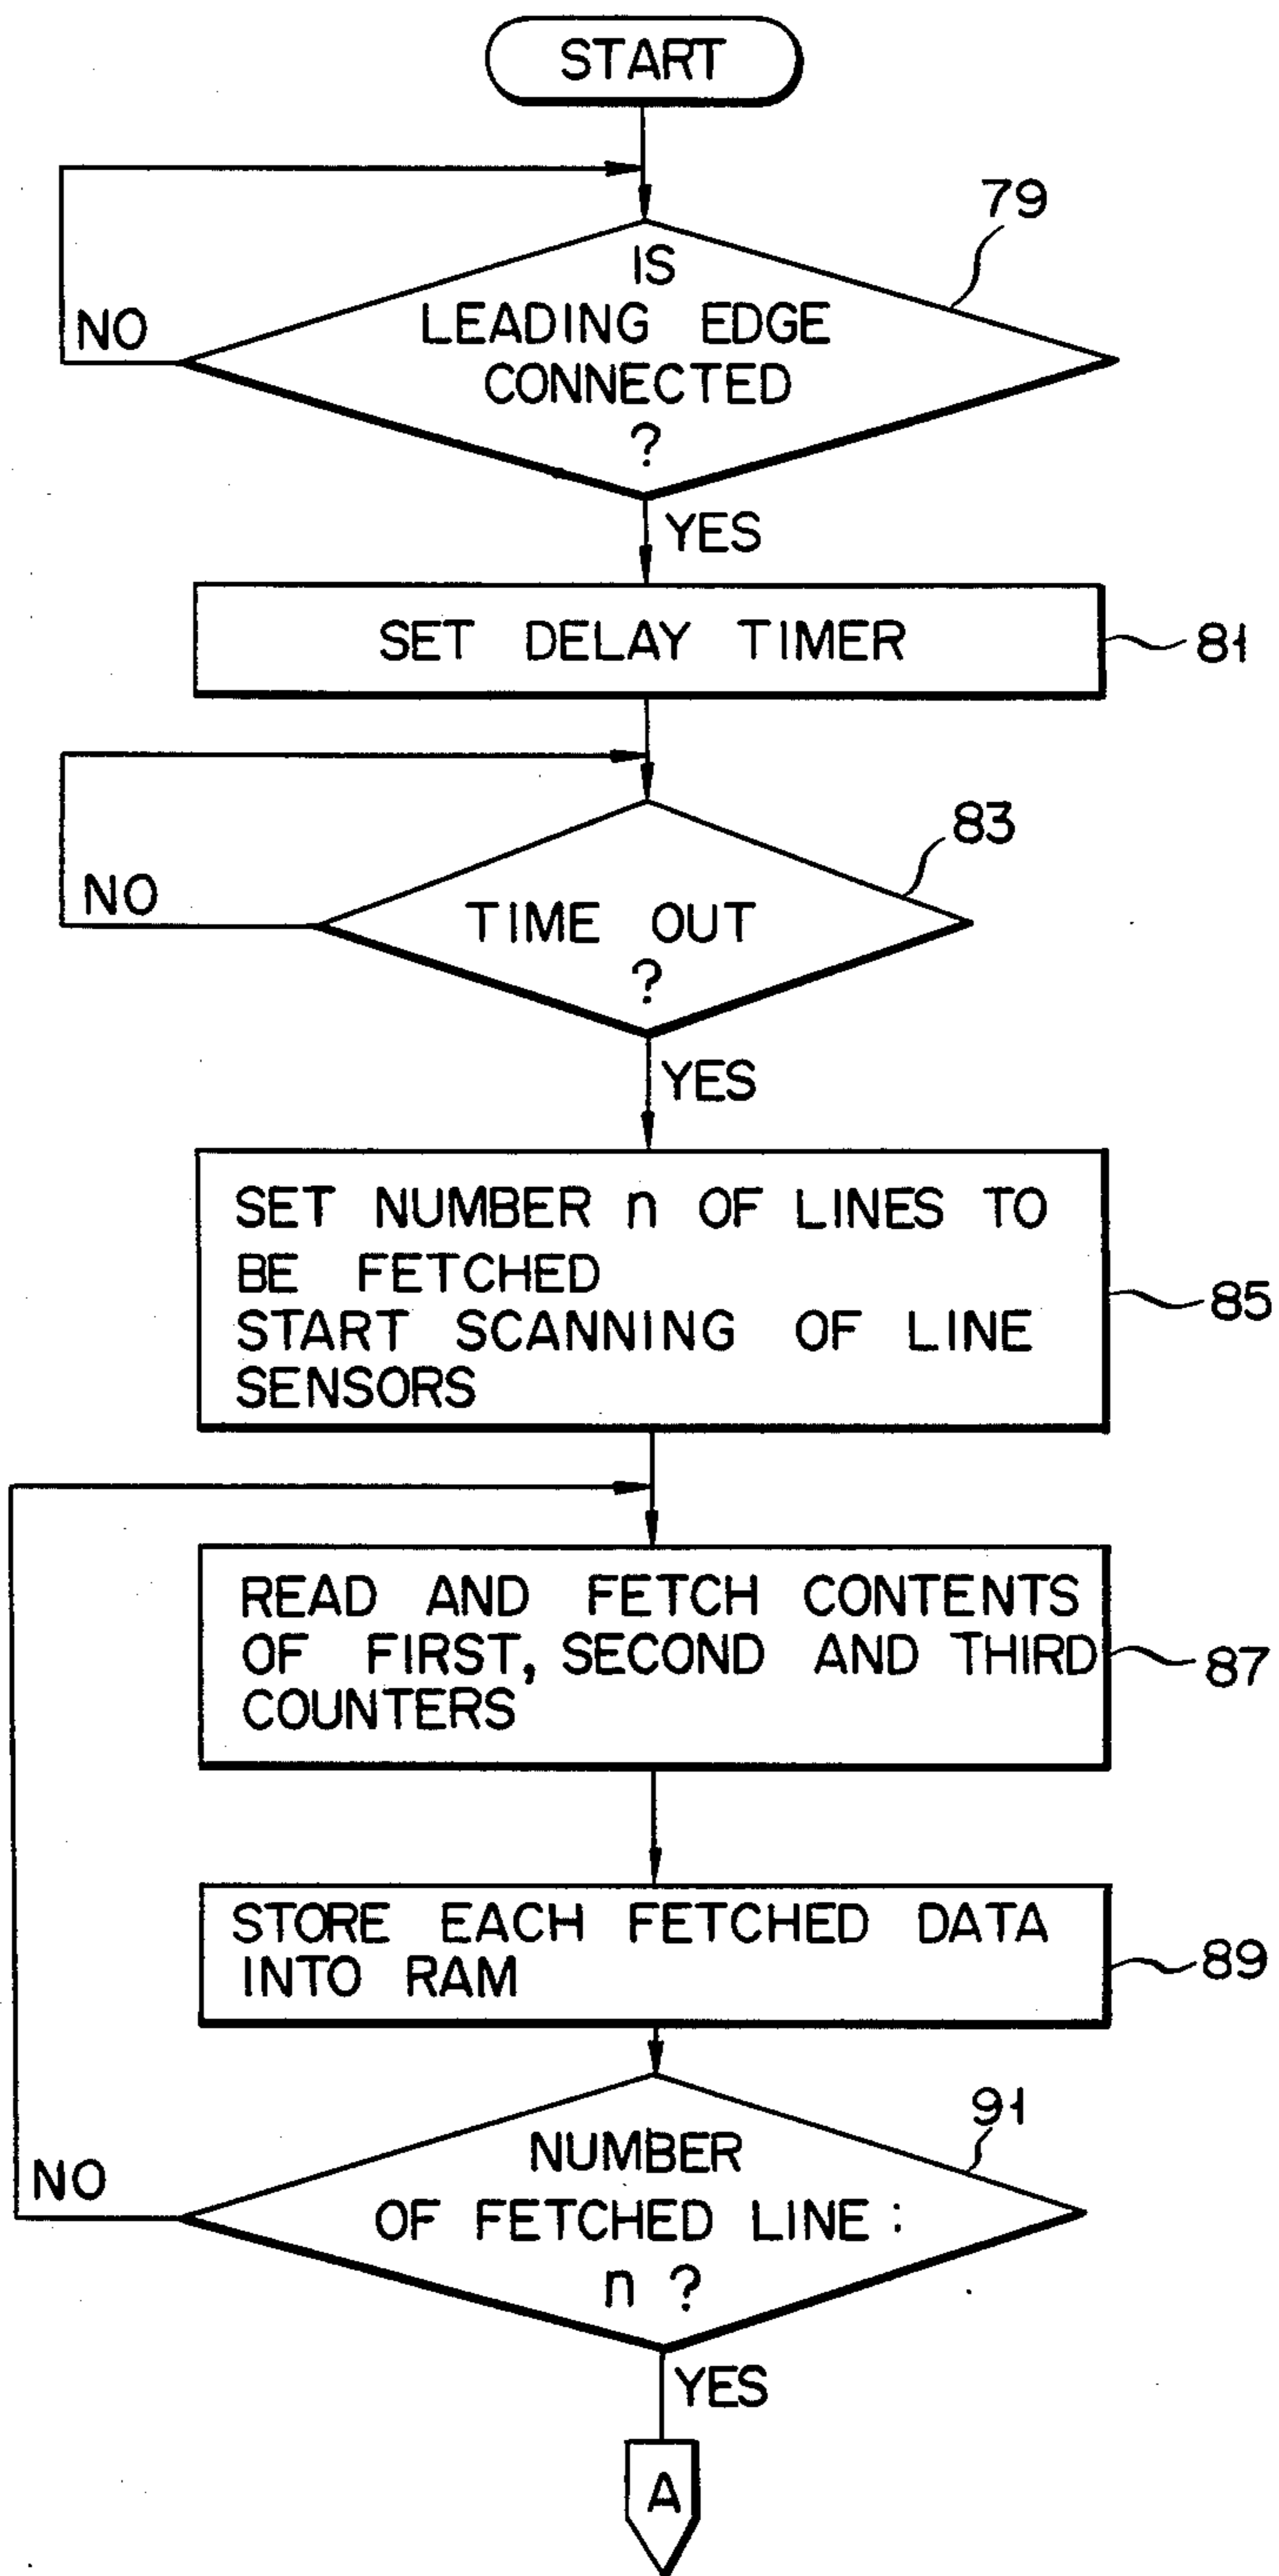 START
79
IS
LEADING EDGE
CONNECTED
?
NO
YES
SET DELAY TIMER
81
83
TIME OUT
?
NO
YES
SET NUMBER n OF LINES TO
BE FETCHED
START SCANNING OF LINE
SENSORS
85
READ AND FETCH CONTENTS
OF FIRST, SECOND AND THIRD
COUNTERS
87
STORE EACH FETCHED DATA
INTO RAM
89
91
NUMBER
OF FETCHED LINE :
n ?
NO
YES
A